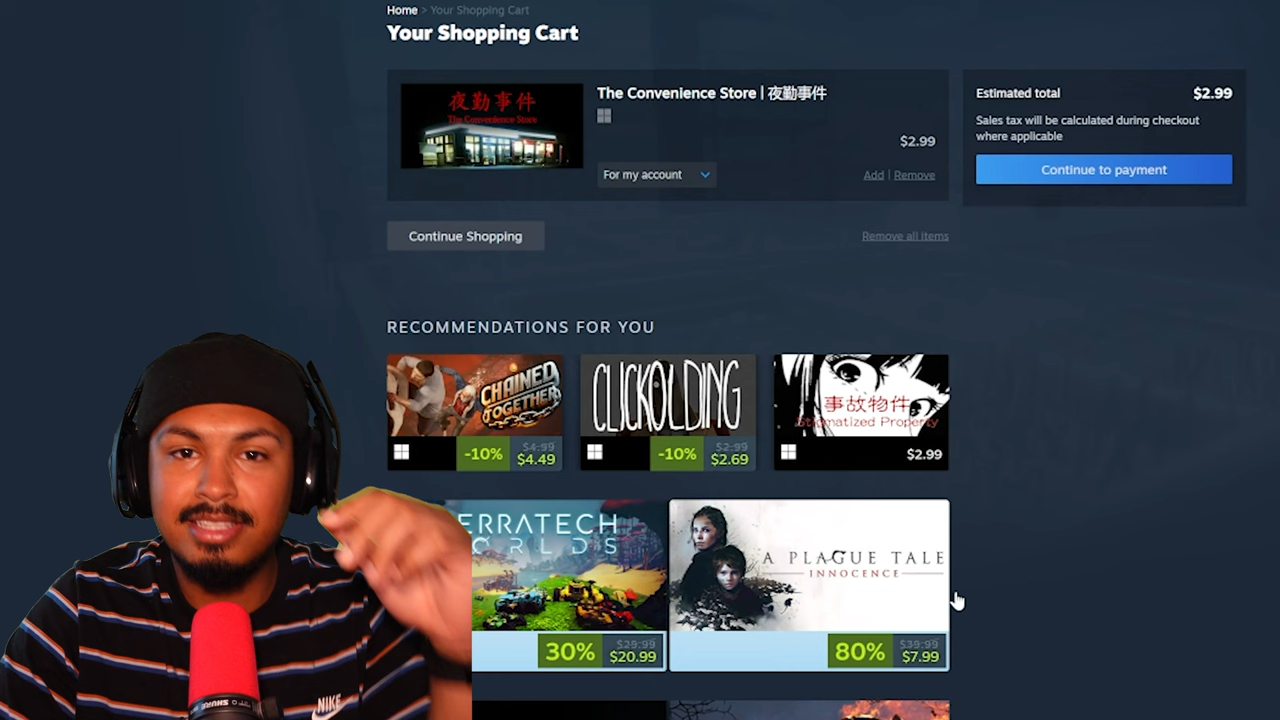 Home > Your Shopping Cart
Your Shopping Cart
夜勤事件
The Convenience Store
The Convenience Store | 夜勤事件
$2.99
For my account
Add | Remove
Estimated total $2.99
Sales tax will be calculated during checkout
where applicable
Continue to payment
Continue Shopping
Remove all items
RECOMMENDATIONS FOR YOU
CHAINED
TOGETHER
-10% $4.99
$4.49
CLICKOLDING
-10% $2.99
$2.69
事故物件
Stigmatized Property
$2.99
ERRATECH
ORLDS
30% $29.99
$20.99
A PLAGUE TALE
INNOCENCE
80% $39.99
$7.99
NIKE
SHURE